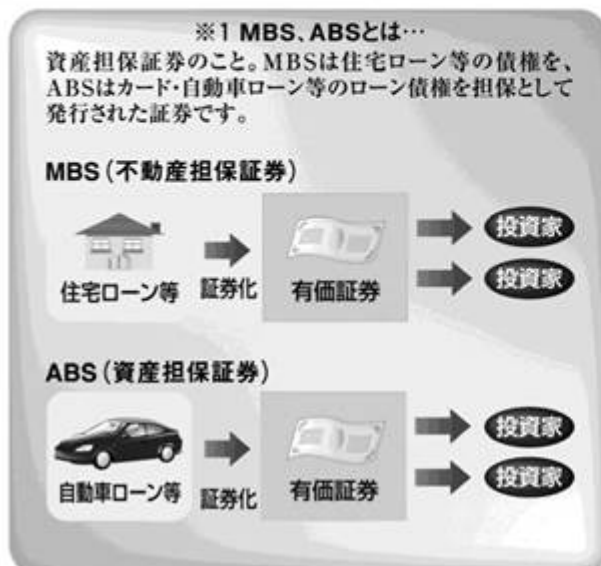 ※1 MBS、ABSとは…
資産担保証券のこと。MBSは住宅ローン等の債権を、
ABSはカード・自動車ローン等のローン債権を担保として
発行された証券です。
MBS(不動産担保証券)
住宅ローン等
証券化
有価証券
投資家
投資家
ABS(資産担保証券)
自動車ローン等
証券化
有価証券
投資家
投資家